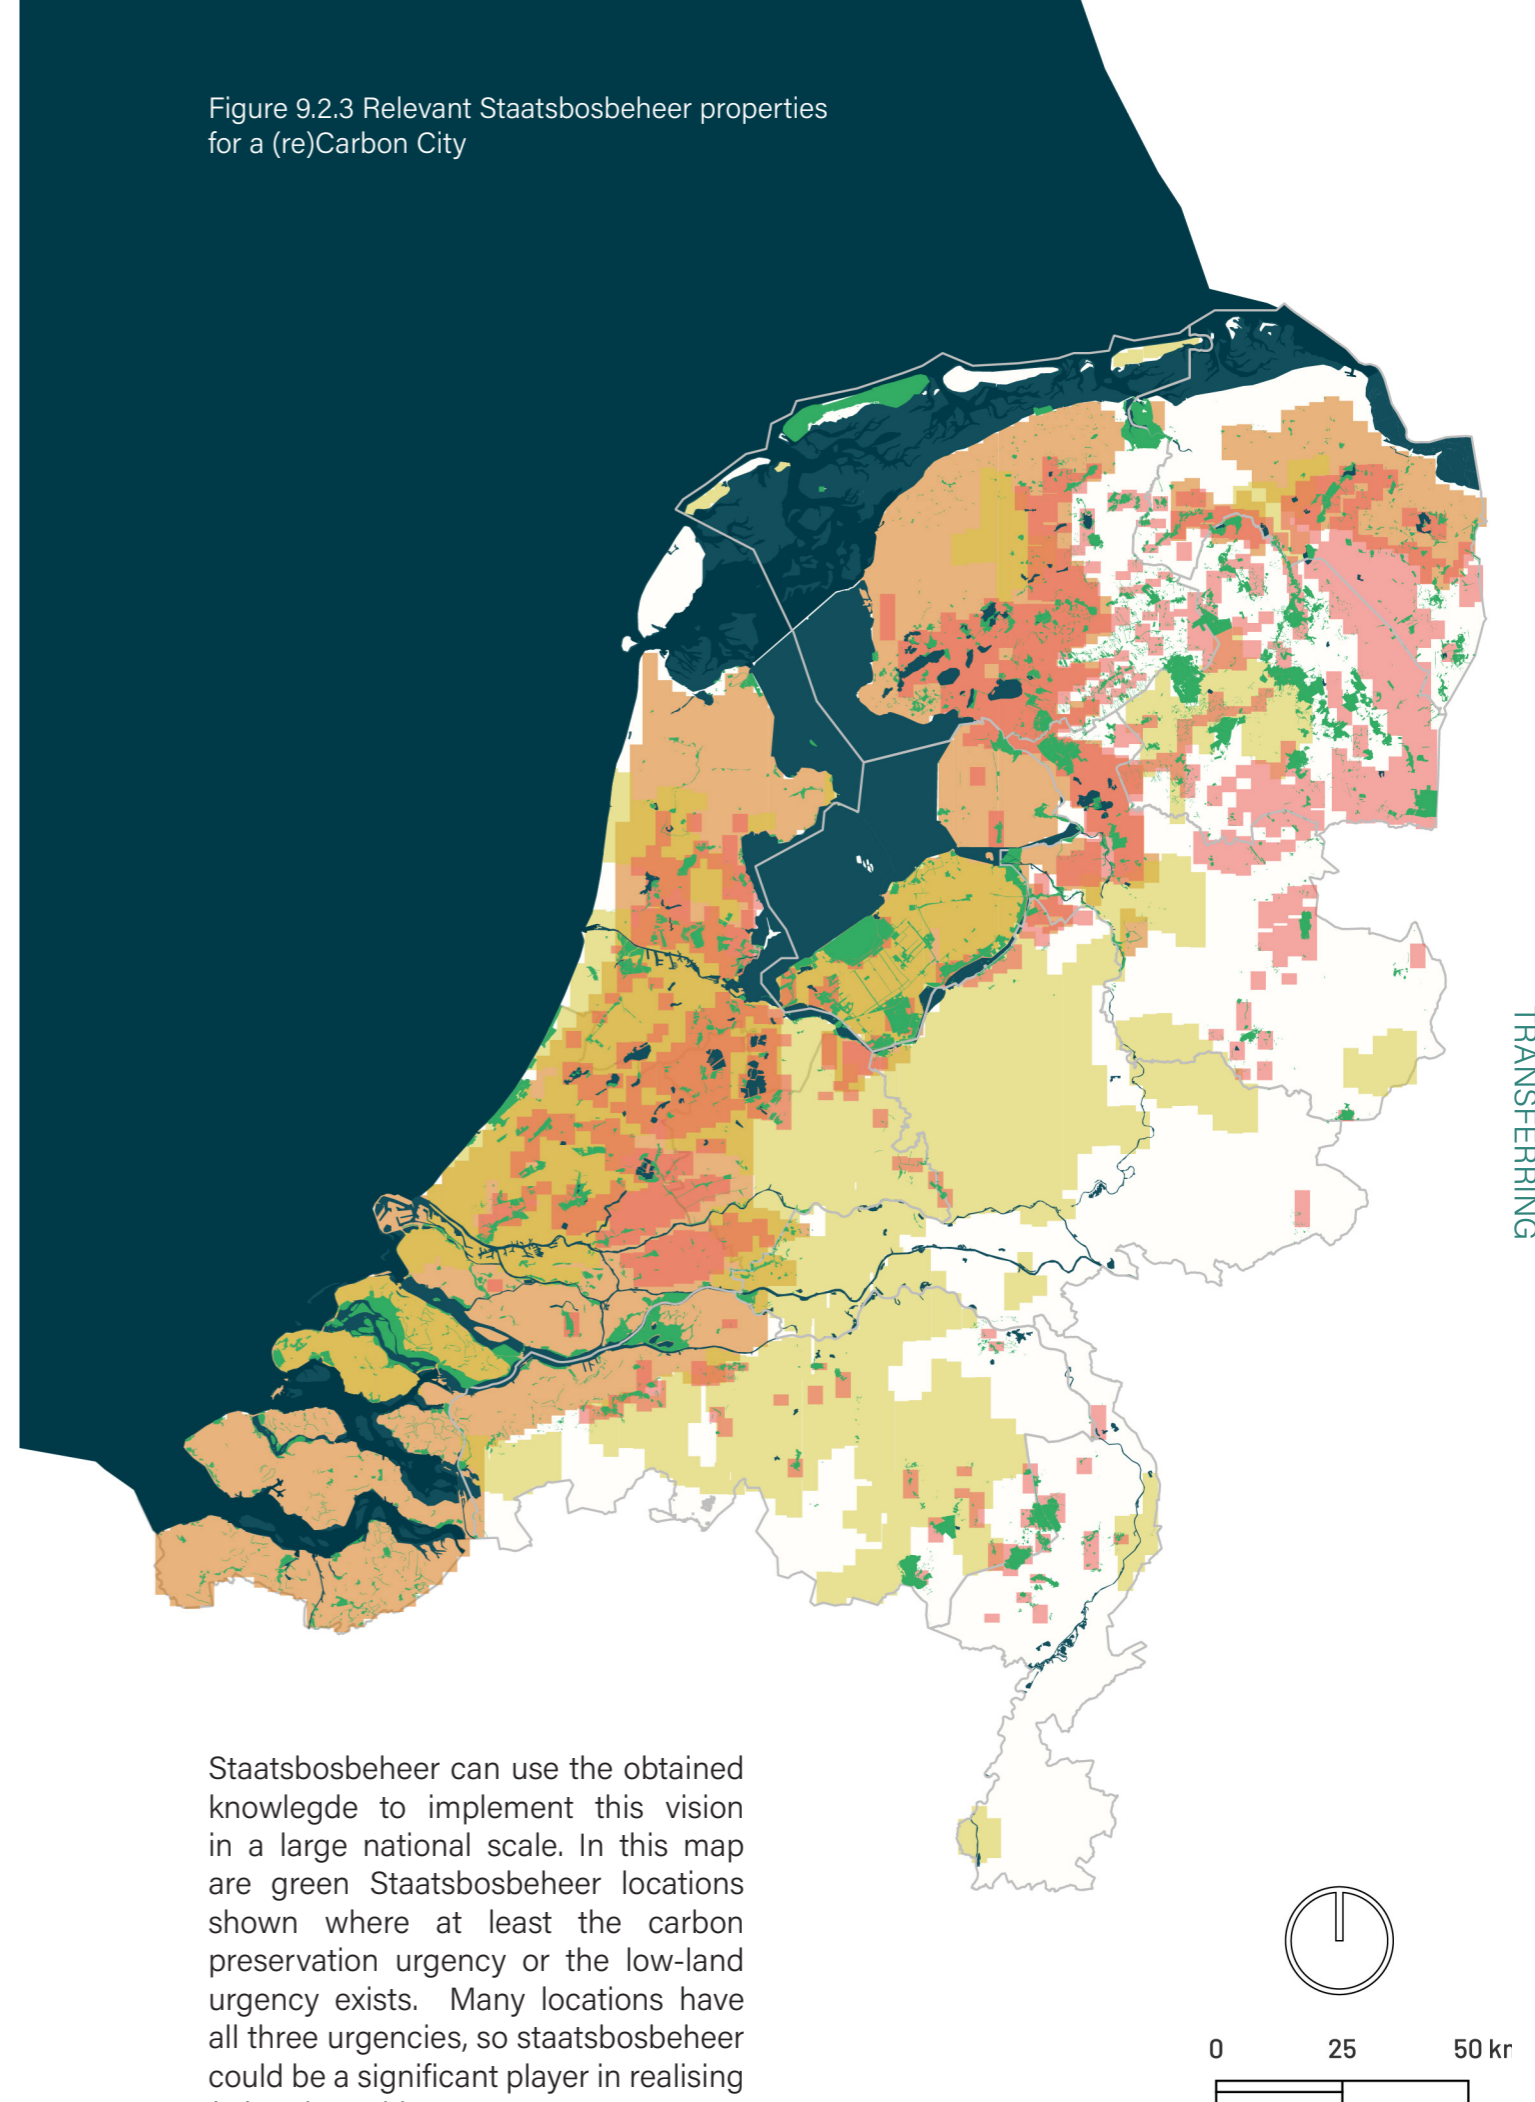 Figure 9.2.3 Relevant Staatsbosbeheer properties
for a (re)Carbon City
TRANSFERRING
Staatsbosbeheer can use the obtained
knowlegde to implement this vision
in a large national scale. In this map
are green Staatsbosbeheer locations
shown where at least the carbon
preservation urgency or the low-land
urgency exists. Many locations have
all three urgencies, so staatsbosbeheer
could be a significant player in realising
0 25 50 km